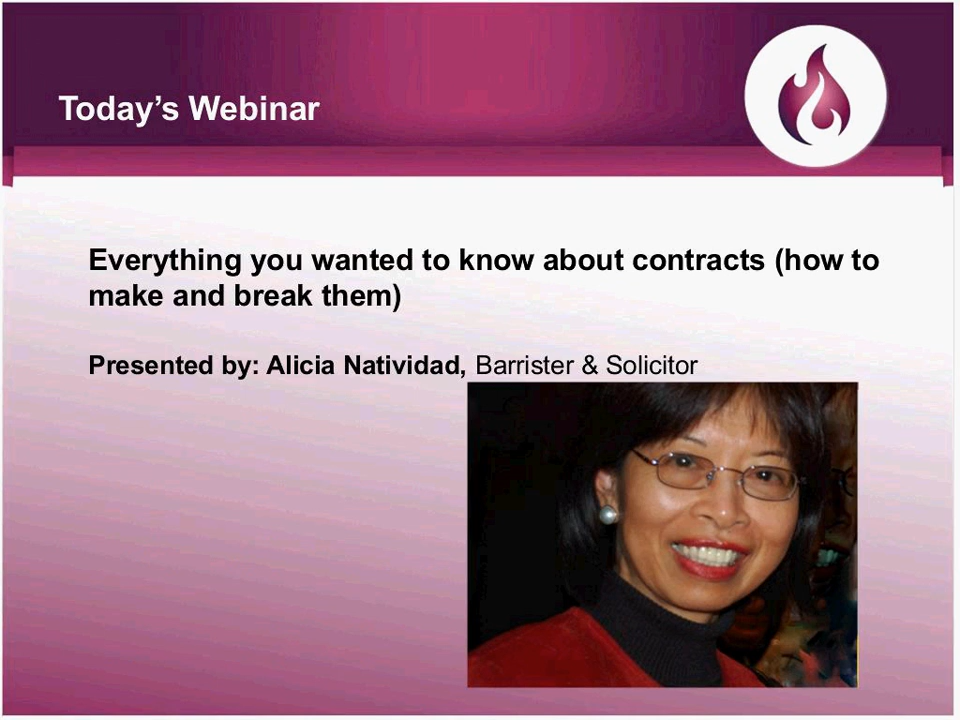 Today’s Webinar
Everything you wanted to know about contracts (how to
make and break them)
Presented by: Alicia Natividad, Barrister & Solicitor